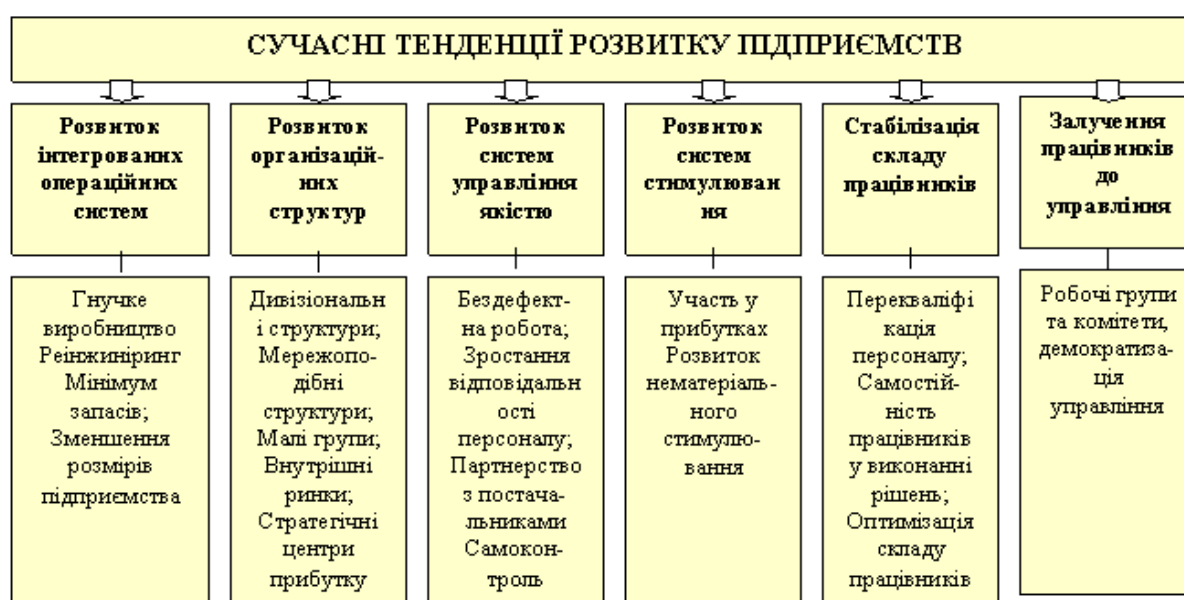 СУЧАСНІ ТЕНДЕНЦІЇ РОЗВИТКУ ПІДПРИЄМСТВ
Розвиток
інтегрованих
операційних
систем
Розвиток
організацій-
них
структур
Розвиток
систем
управління
якістю
Розвиток
систем
стимулюван
ня
Стабілізація
складу
працівників
Залучення
працівників
до
управління
Гнучке
виробництво
Реінжиніринг
Мінімум
запасів;
Зменшення
розмірів
підприємства
Дивізіональн
і структури;
Мережопо-
дібні
структури;
Малі групи;
Внутрішні
ринки;
Стратегічні
центри
прибутку
Бездефект-
на робота;
Зростання
відповідальн
ості
персоналу;
Партнерство
з постача-
льниками
Самокон-
троль
Участь у
прибутках
Розвиток
нематеріаль-
ного
стимулю-
вання
Перекваліфі
кація
персоналу;
Самостій-
ність
працівників
у виконанні
рішень;
Оптимізація
складу
працівників
Робочі групи
та комітети,
демократиза-
ція
управління